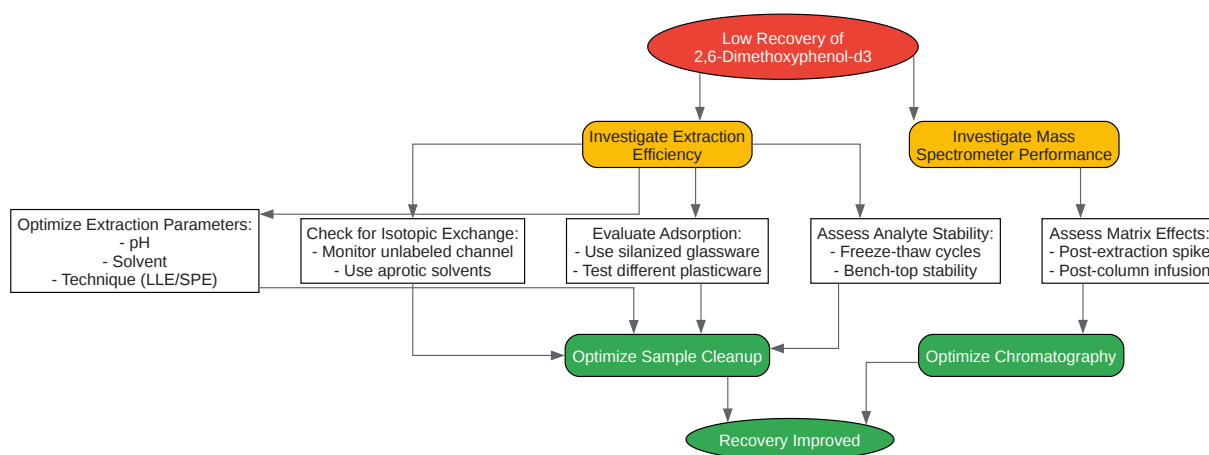 Low Recovery of
2,6-Dimethoxyphenol-d3
Investigate Extraction
Efficiency
Investigate Mass
Spectrometer Performance
Optimize Extraction Parameters:
- pH
- Solvent
- Technique (LLE/SPE)
Check for Isotopic Exchange:
- Monitor unlabeled channel
- Use aprotic solvents
Evaluate Adsorption:
- Use silanized glassware
- Test different plasticware
Assess Analyte Stability:
- Freeze-thaw cycles
- Bench-top stability
Assess Matrix Effects:
- Post-extraction spike
- Post-column infusion
Optimize Sample Cleanup
Optimize Chromatography
Recovery Improved